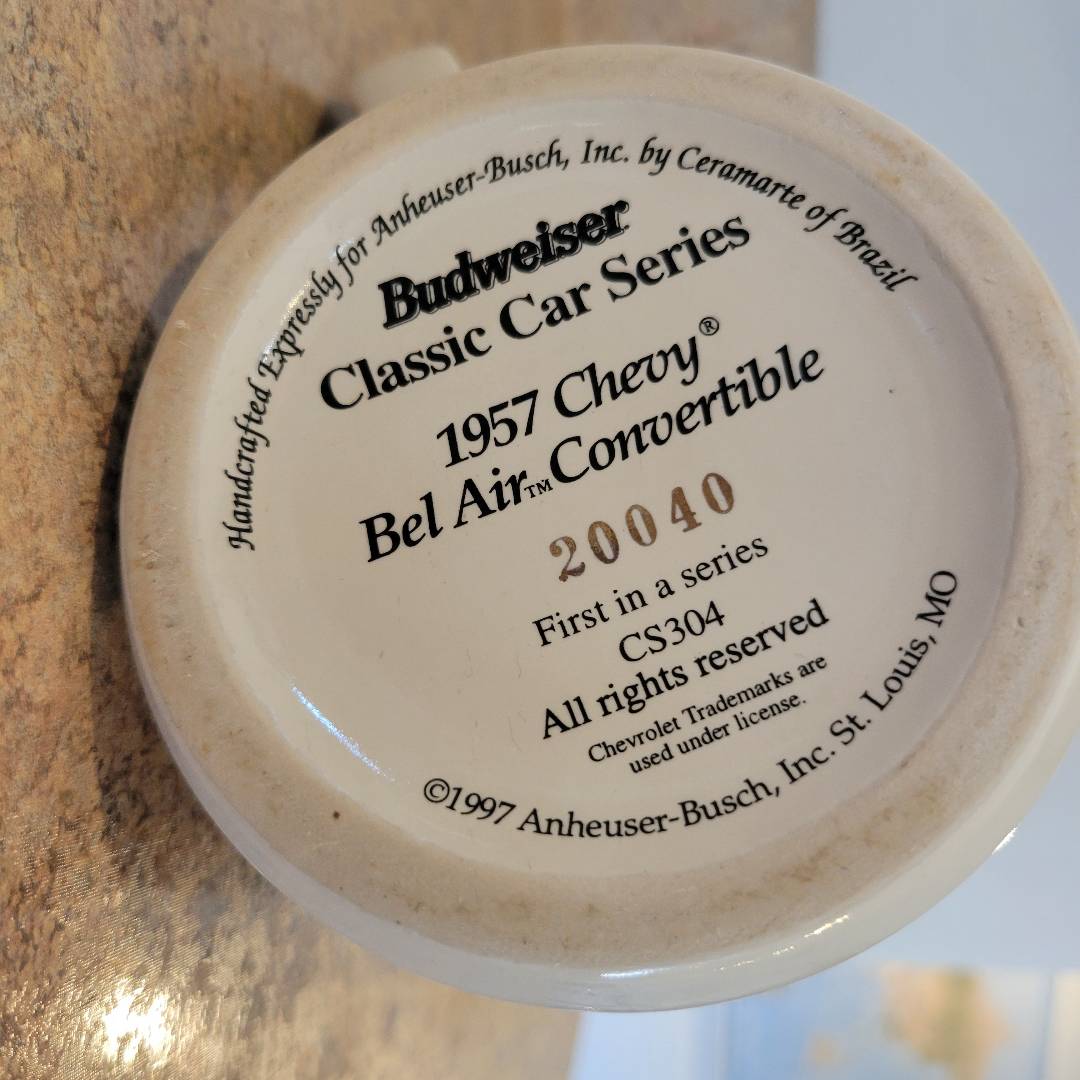 Handcrafted Expressly for Anheuser-Busch, Inc. by Ceramarte of Brazil
Budweiser
Classic Car Series
1957 Chevy®
Bel Air™ Convertible
20040
First in a series
CS304
All rights reserved
Chevrolet Trademarks are
used under license.
©1997 Anheuser-Busch, Inc. St. Louis, MO